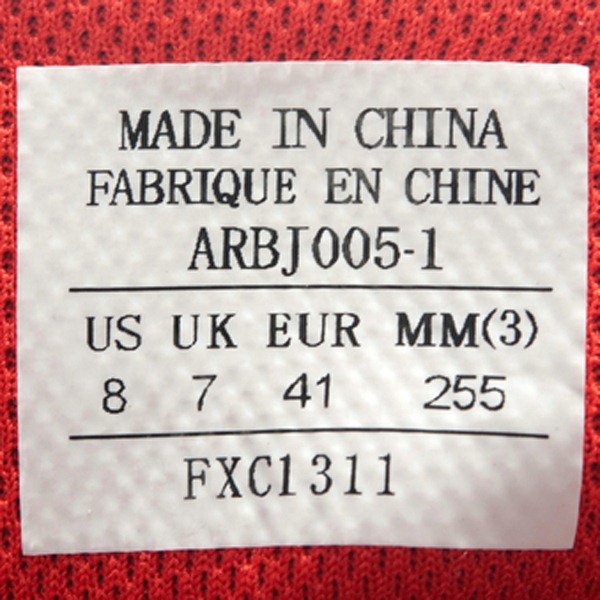 MADE IN CHINA
FABRIQUE EN CHINE
ARBJ005-1
US UK EUR MM(3)
8 7 41 255
FXC1311